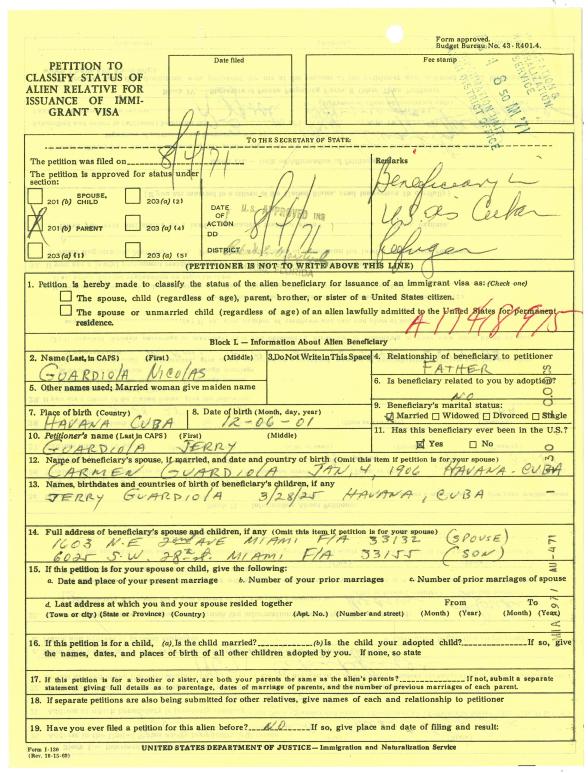 Form approved.
Budget Bureau No. 43-R401.4.
PETITION TO
CLASSIFY STATUS OF
ALIEN RELATIVE FOR
ISSUANCE OF IMMI-
GRANT VISA
Date filed
Fee stamp
8 50 AM '71
TO THE SECRETARY OF STATE:
The petition was filed on 8/4/71
The petition is approved for status under
section:
201 (b) SPOUSE, CHILD
203 (a) (2)
201 (b) PARENT
203 (a) (4)
203 (a) (1)
203 (a) (5)
DATE
OF
ACTION
DD
DISTRICT
U.S. APPROVED INS
8/4/71
Remarks
Beneficiary in
US as Cuban
Refugee
(PETITIONER IS NOT TO WRITE ABOVE THIS LINE)
1. Petition is hereby made to classify the status of the alien beneficiary for issuance of an immigrant visa as: (Check one)
The spouse, child (regardless of age), parent, brother, or sister of a United States citizen.
The spouse or unmarried child (regardless of age) of an alien lawfully admitted to the United States for permanent
residence.
Block I. – Information About Alien Beneficiary
2. Name (Last, in CAPS) (First) (Middle)
GUARDIOLA NICOLAS
3. Do Not Write in This Space
4. Relationship of beneficiary to petitioner
FATHER
5. Other names used; Married woman give maiden name
6. Is beneficiary related to you by adoption?
NO
7. Place of birth (Country)
HAVANA CUBA
8. Date of birth (Month, day, year)
12-06-01
9. Beneficiary's marital status:
Married Widowed Divorced Single
10. Petitioner's name (Last in CAPS) (First) (Middle)
GUARDIOLA JERRY
11. Has this beneficiary ever been in the U.S.?
Yes No
12. Name of beneficiary's spouse, if married, and date and country of birth (Omit this item if petition is for your spouse)
CARMEN GUARDIOLA JAN. 4, 1906 HAVANA-CUBA
13. Names, birthdates and countries of birth of beneficiary's children, if any
JERRY GUARDIOLA 3/28/25 HAVANA, CUBA
14. Full address of beneficiary's spouse and children, if any (Omit this item if petition is for your spouse)
1603 N-E 2nd AVE MIAMI FlA 33132 (SPOUSE)
6025 S.W. 28th st. MIAMI FlA 33155 (SON)
15. If this petition is for your spouse or child, give the following:
a. Date and place of your present marriage b. Number of your prior marriages c. Number of prior marriages of spouse
d. Last address at which you and your spouse resided together From To
(Town or city) (State or Province) (Country) (Apt. No.) (Number and street) (Month) (Year) (Month) (Year)
16. If this petition is for a child, (a) Is the child married? (b) Is the child your adopted child? If so, give
the names, dates, and places of birth of all other children adopted by you. If none, so state
17. If this petition is for a brother or sister, are both your parents the same as the alien's parents? If not, submit a separate
statement giving full details as to parentage, dates of marriage of parents, and the number of previous marriages of each parent.
18. If separate petitions are also being submitted for other relatives, give names of each and relationship to petitioner
19. Have you ever filed a petition for this alien before? NO If so, give place and date of filing and result:
UNITED STATES DEPARTMENT OF JUSTICE – Immigration and Naturalization Service
Form I-130